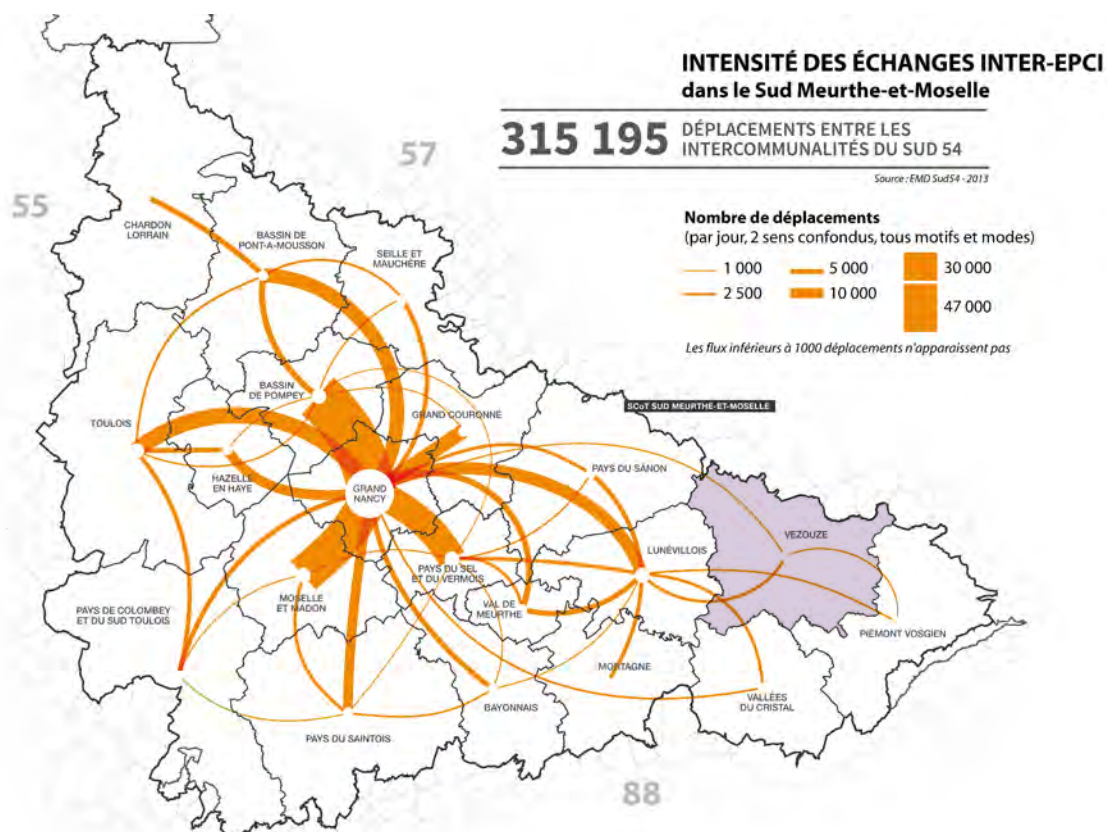 INTENSITÉ DES ÉCHANGES INTER-EPCI
dans le Sud Meurthe-et-Moselle
315 195
DÉPLACEMENTS ENTRE LES
INTERCOMMUNALITÉS DU SUD 54
Source : EMD Sud54 - 2013
Nombre de déplacements
(par jour, 2 sens confondus, tous motifs et modes)
1 000
5 000
30 000
2 500
10 000
47 000
Les flux inférieurs à 1000 déplacements n'apparaissent pas
57
55
CHARDON
LORRAIN
BASSIN DE
PONT-A-MOUSSON
SEILLE ET
MAUCHÈRE
BASSIN
DE POMPEY
GRAND COURONNÉ
SCoT SUD MEURTHE-ET-MOSELLE
TOULOIS
HAZELLE
EN HAYE
GRAND
NANCY
PAYS DU SÂNON
VEZOUZE
LUNÉVILLOIS
PAYS DU SEL
ET DU VERMOIS
MOSELLE
ET MADON
VAL DE
MEURTHE
PAYS DE COLOMBEY
ET DU SUD TOULOIS
PIÉMONT VOSGIEN
MORTAGNE
VALLÉES
DU CRISTAL
BAYONNAIS
PAYS DU SAINTOIS
88